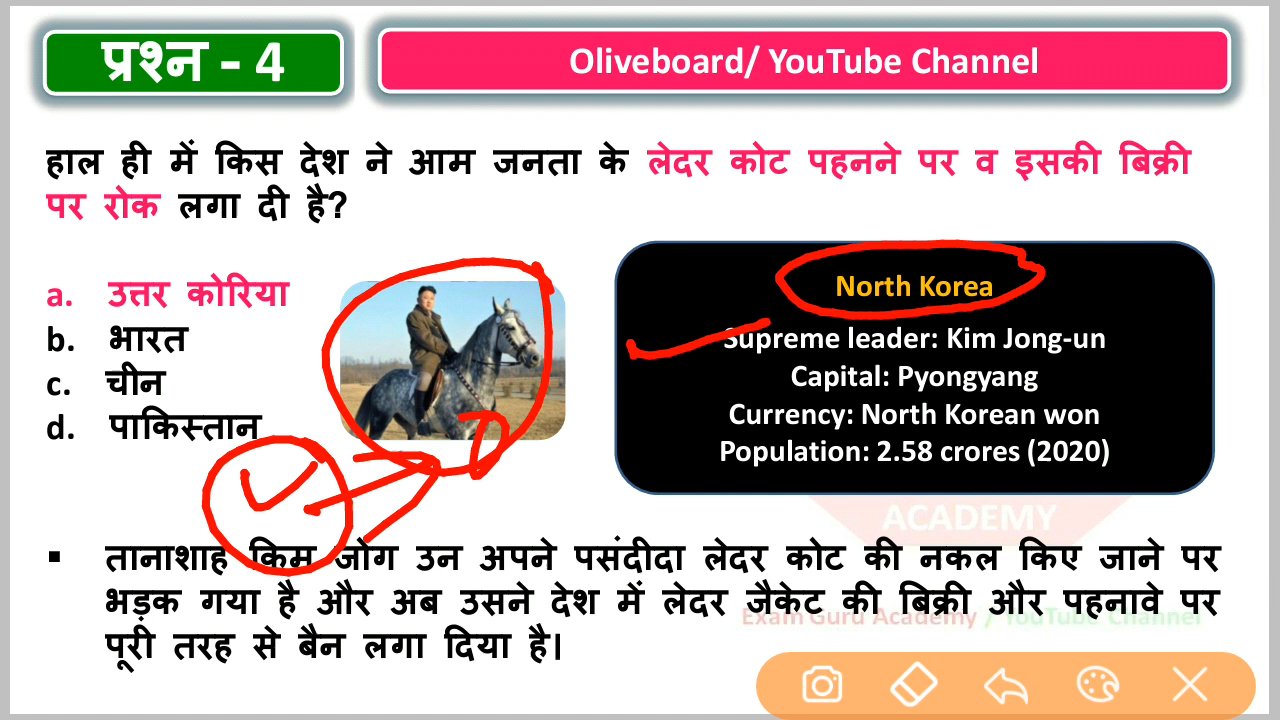 प्रश्न - 4
Oliveboard/ YouTube Channel
हाल ही में किस देश ने आम जनता के लेदर कोट पहनने पर व इसकी बिक्री
पर रोक लगा दी है?
a. उत्तर कोरिया
b. भारत
c. चीन
d. पाकिस्तान
North Korea
Supreme leader: Kim Jong-un
Capital: Pyongyang
Currency: North Korean won
Population: 2.58 crores (2020)
ACADEMY
▪ तानाशाह किम जोंग उन अपने पसंदीदा लेदर कोट की नकल किए जाने पर
भड़क गया है और अब उसने देश में लेदर जैकेट की बिक्री और पहनावे पर
Exam Guru Academy / YouTube Channel
पूरी तरह से बैन लगा दिया है।